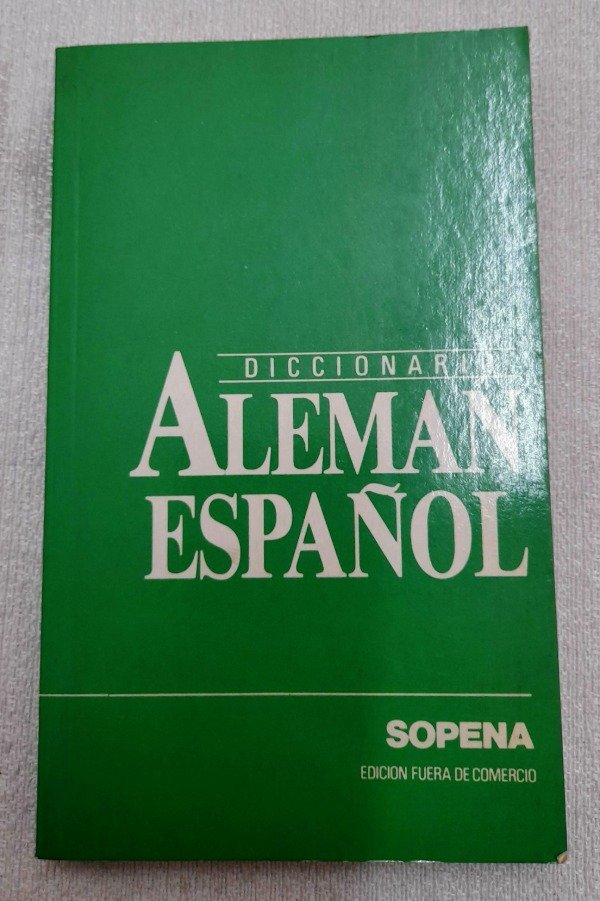 DICCIONARIO
ALEMAN
ESPAÑOL
SOPENA
EDICION FUERA DE COMERCIO